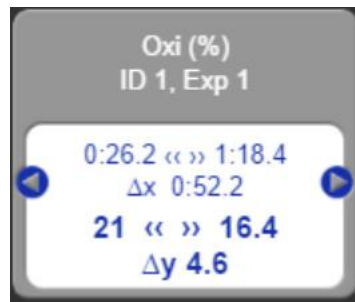 Oxi (%)
ID 1, Exp 1
0:26.2 ‹‹ ›› 1:18.4
Δx 0:52.2
21 ‹‹ ›› 16.4
Δy 4.6